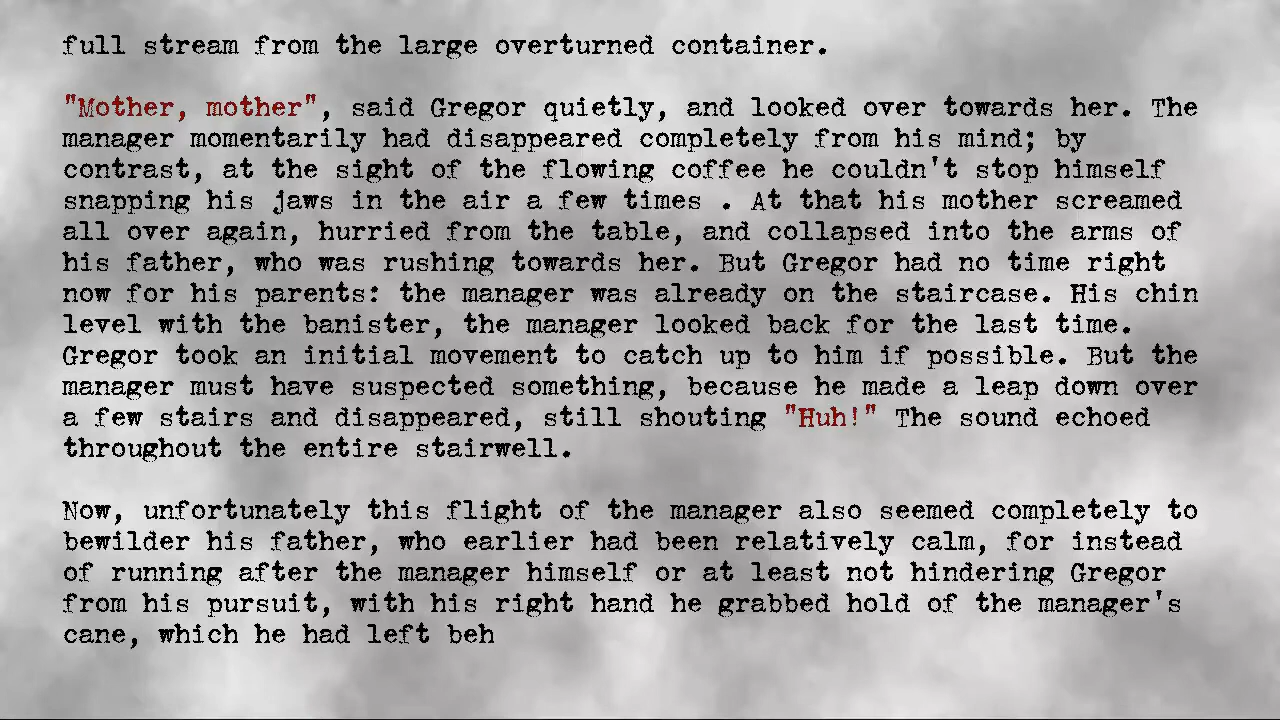 full stream from the large overturned container.
"Mother, mother", said Gregor quietly, and looked over towards her. The
manager momentarily had disappeared completely from his mind; by
contrast, at the sight of the flowing coffee he couldn't stop himself
snapping his jaws in the air a few times . At that his mother screamed
all over again, hurried from the table, and collapsed into the arms of
his father, who was rushing towards her. But Gregor had no time right
now for his parents: the manager was already on the staircase. His chin
level with the banister, the manager looked back for the last time.
Gregor took an initial movement to catch up to him if possible. But the
manager must have suspected something, because he made a leap down over
a few stairs and disappeared, still shouting "Huh!" The sound echoed
throughout the entire stairwell.
Now, unfortunately this flight of the manager also seemed completely to
bewilder his father, who earlier had been relatively calm, for instead
of running after the manager himself or at least not hindering Gregor
from his pursuit, with his right hand he grabbed hold of the manager's
cane, which he had left beh